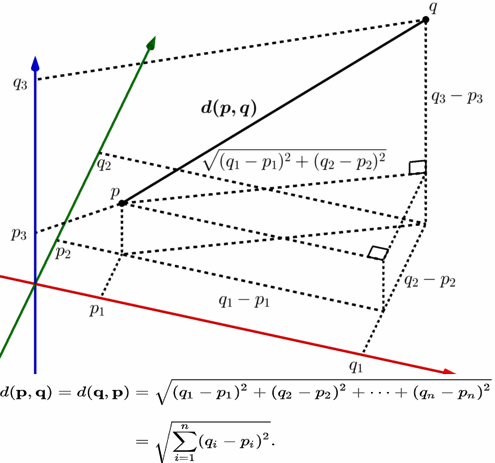 q
q₃
q₃ − p₃
d(p, q)
√((q₁ − p₁)² + (q₂ − p₂)²)
q₂
p
p₃
p₂
q₂ − p₂
q₁ − p₁
p₁
q₁
d(p, q) = d(q, p) = √((q₁ − p₁)² + (q₂ − p₂)² + · · · + (qₙ − pₙ)²)
= √(∑ᵢ₌₁ⁿ (qᵢ − pᵢ)²).